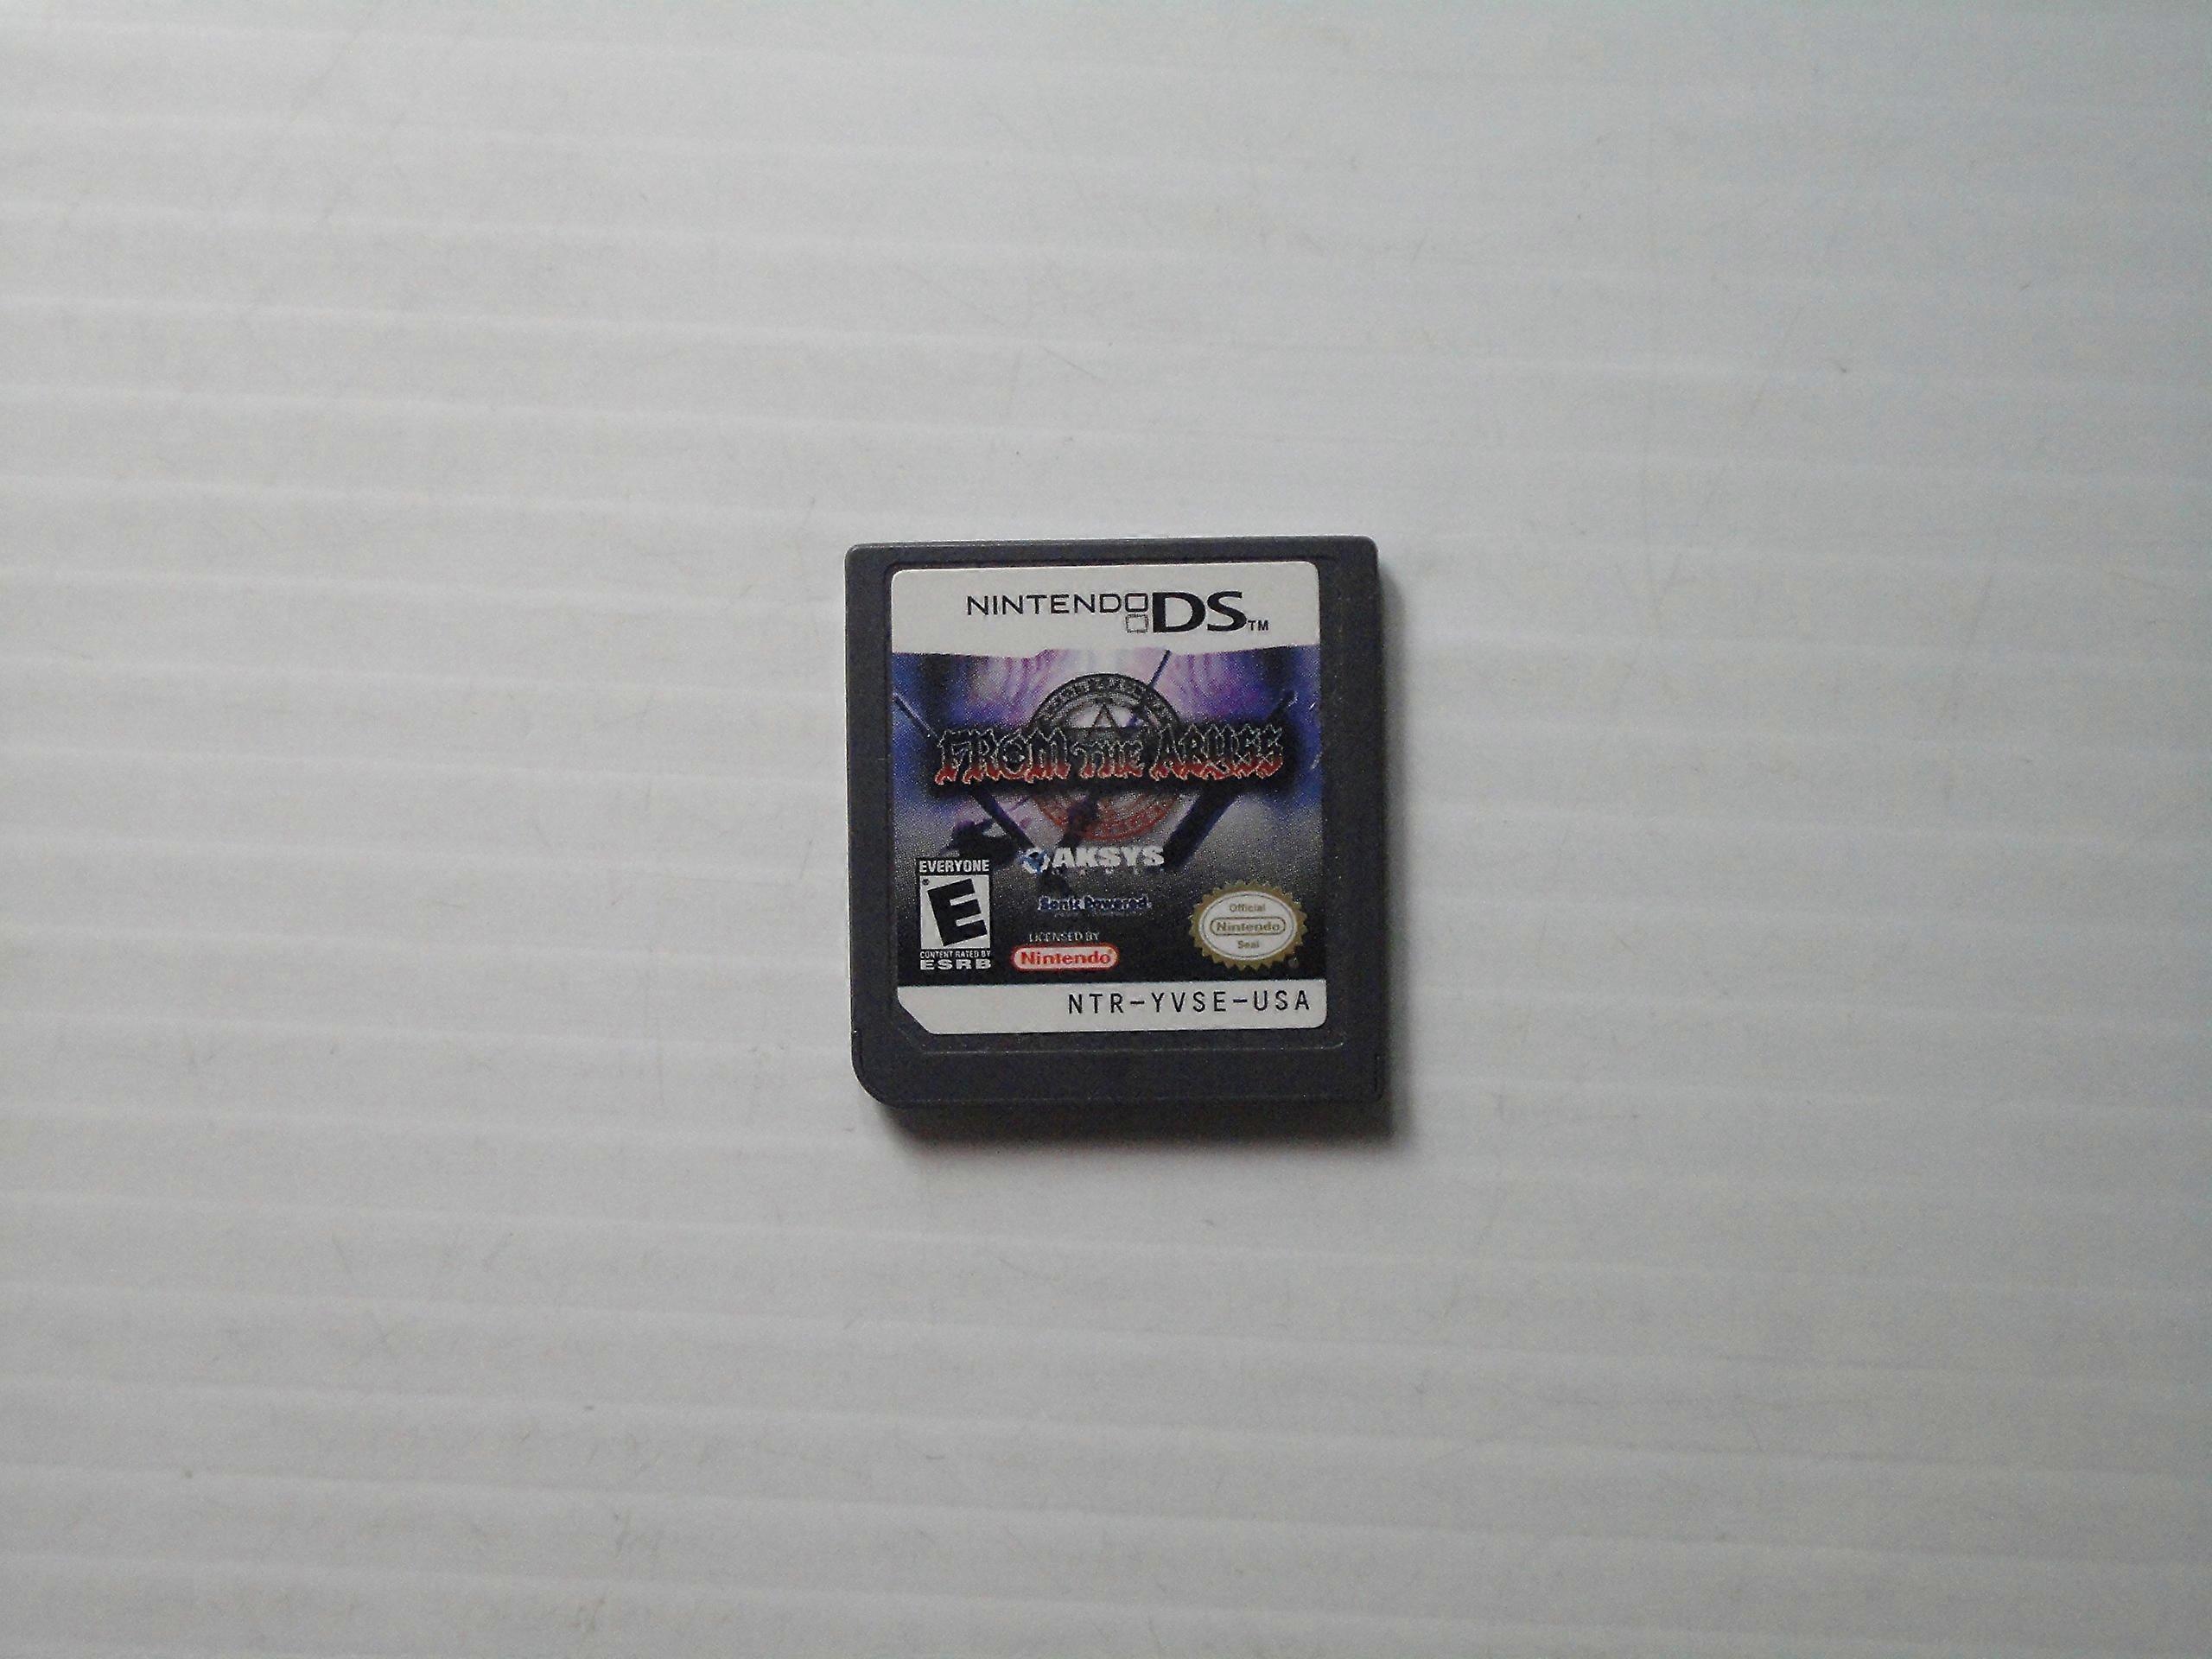 NINTENDO DS TM
FROM THE ABYSS
AKSYS
Sonic Powered
EVERYONE
E
CONTENT RATED BY
ESRB
LICENSED BY
Nintendo®
Official
Nintendo
Seal
NTR-YVSE-USA